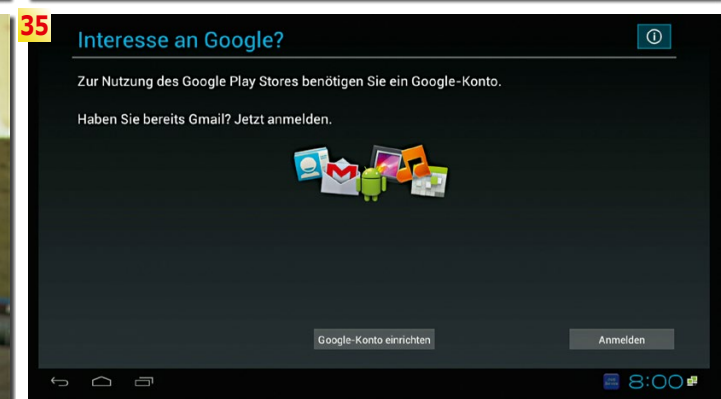 35
Interesse an Google?
Zur Nutzung des Google Play Stores benötigen Sie ein Google-Konto.
Haben Sie bereits Gmail? Jetzt anmelden.
Google-Konto einrichten
Anmelden
8:00